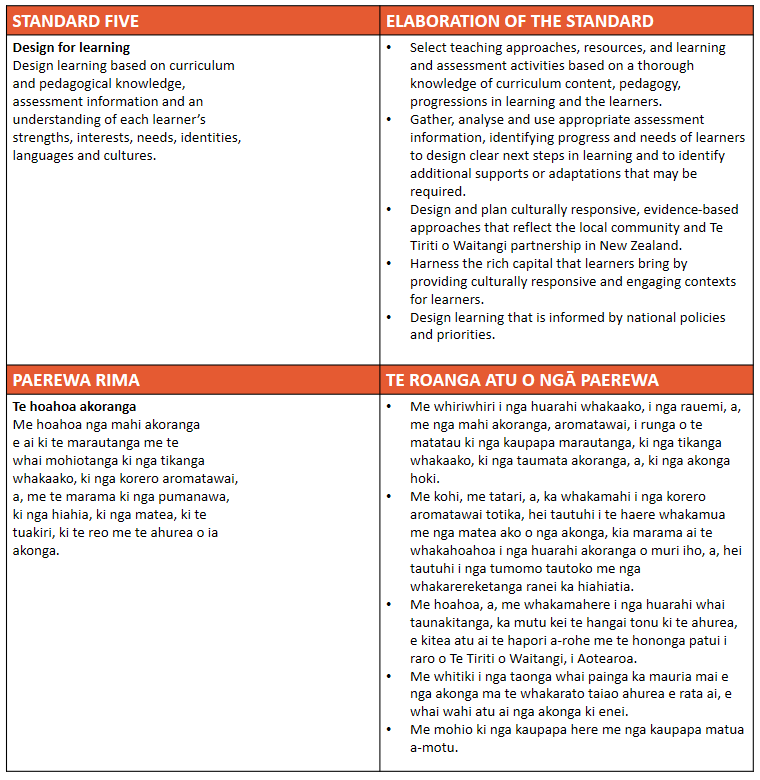 STANDARD FIVE
ELABORATION OF THE STANDARD
Design for learning
Design learning based on curriculum
and pedagogical knowledge,
assessment information and an
understanding of each learner’s
strengths, interests, needs, identities,
languages and cultures.
• Select teaching approaches, resources, and learning
and assessment activities based on a thorough
knowledge of curriculum content, pedagogy,
progressions in learning and the learners.
• Gather, analyse and use appropriate assessment
information, identifying progress and needs of learners
to design clear next steps in learning and to identify
additional supports or adaptations that may be
required.
• Design and plan culturally responsive, evidence-based
approaches that reflect the local community and Te
Tiriti o Waitangi partnership in New Zealand.
• Harness the rich capital that learners bring by
providing culturally responsive and engaging contexts
for learners.
• Design learning that is informed by national policies
and priorities.
PAEREWA RIMA
TE ROANGA ATU O NGĀ PAEREWA
Te hoahoa akoranga
Me hoahoa nga mahi akoranga
e ai ki te marautanga me te
whai mohiotanga ki nga tikanga
whakaako, ki nga korero aromatawai,
a, me te marama ki nga pumanawa,
ki nga hiahia, ki nga matea, ki te
tuakiri, ki te reo me te ahurea o ia
akonga.
• Me whiriwhiri i nga huarahi whakaako, i nga rauemi, a,
me nga mahi akoranga, aromatawai, i runga o te
matatau ki nga kaupapa marautanga, ki nga tikanga
whakaako, ki nga taumata akoranga, a, ki nga akonga
hoki.
• Me kohi, me tatari, a, ka whakamahi i nga korero
aromatawai totika, hei tautuhi i te haere whakamua
me nga matea ako o nga akonga, kia marama ai te
whakahoahoa i nga huarahi akoranga o muri iho, a, hei
tautuhi i nga tumomo tautoko me nga
whakarereketanga ranei ka hiahiatia.
• Me hoahoa, a, me whakamahere i nga huarahi whai
taunakitanga, ka mutu kei te hangai tonu ki te ahurea,
e kitea atu ai te hapori a-rohe me te hononga patui i
raro o Te Tiriti o Waitangi, i Aotearoa.
• Me whitiki i nga taonga whai painga ka mauria mai e
nga akonga ma te whakarato taiao ahurea e rata ai, e
whai wahi atu ai nga akonga ki enei.
• Me mohio ki nga kaupapa here me nga kaupapa matua
a-motu.